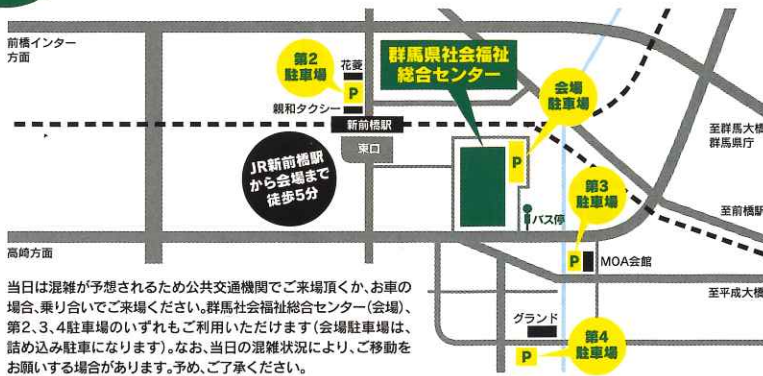 前橋インター
方面
第2
駐車場
花菱
P
親和タクシー
新前橋駅
東口
群馬県社会福祉
総合センター
会場
駐車場
P
至群馬大橋
群馬県庁
JR新前橋駅
から会場まで
徒歩5分
バス停
第3
駐車場
至前橋駅
P
MOA会館
高崎方面
至平成大橋
グランド
P
第4
駐車場
当日は混雑が予想されるため公共交通機関でご来場頂くか、お車の
場合、乗り合いでご来場ください。群馬社会福祉総合センター(会場)、
第2、3、4駐車場のいずれもご利用いただけます(会場駐車場は、
詰め込み駐車になります)。なお、当日の混雑状況により、ご移動を
お願いする場合があります。予め、ご了承ください。